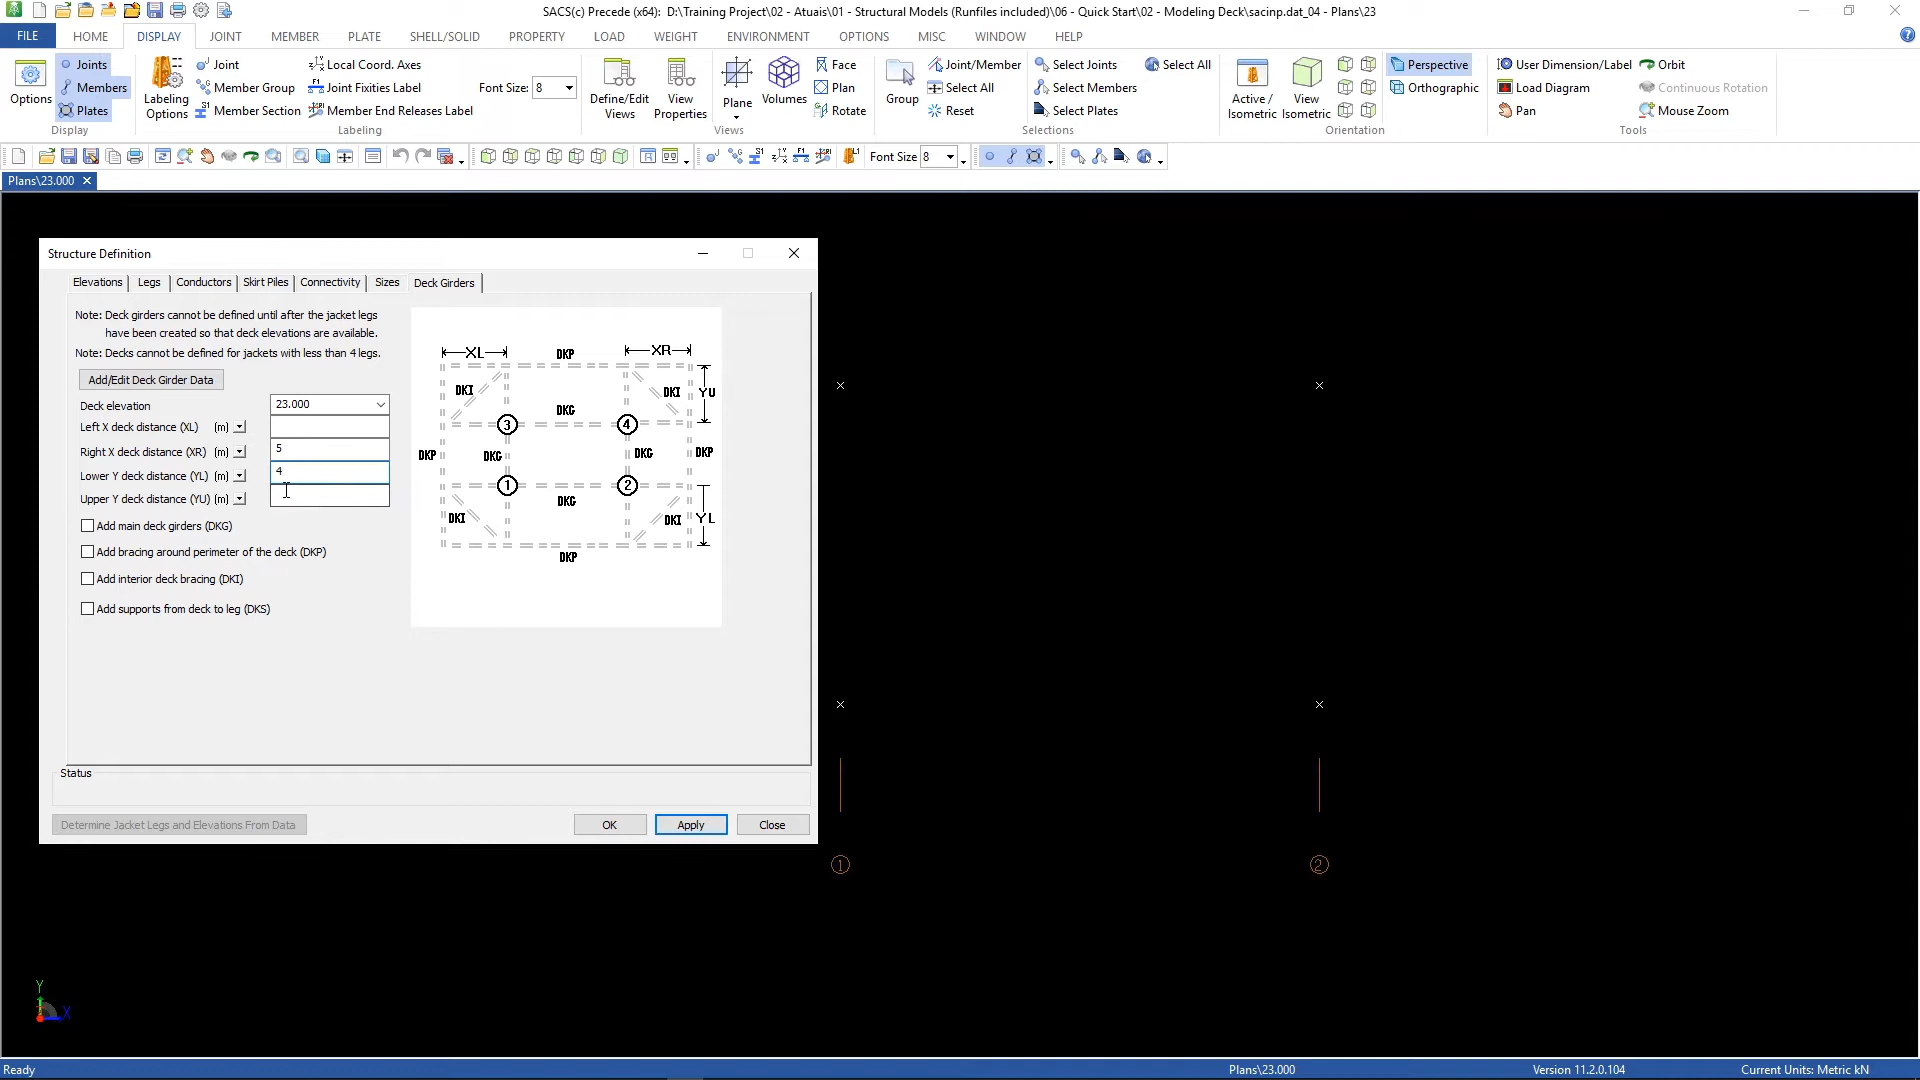 SACS(c) Precede (x64): D:\Training Project\02 - Atuais\01 - Structural Models (Runfiles included)\06 - Quick Start\02 - Modeling Deck\sacinp.dat_04 - Plans\23
FILE HOME DISPLAY JOINT MEMBER PLATE SHELL/SOLID PROPERTY LOAD WEIGHT ENVIRONMENT OPTIONS MISC WINDOW HELP
Joints Joint Local Coord. Axes Face Joint/Member Select Joints Select All Perspective User Dimension/Label Orbit
Members Member Group Joint Fixities Label Font Size: 8 Plan Select All Select Members Orthographic Load Diagram Continuous Rotation
Options Labeling Options Define/Edit Views View Properties Plane Volumes Group Active / Isometric View Isometric
Plates Member Section Member End Releases Label Rotate Reset Select Plates Pan Mouse Zoom
Display Labeling Views Selections Orientation Tools
Font Size 8
Plans\23.000
Structure Definition
Elevations Legs Conductors Skirt Piles Connectivity Sizes Deck Girders
Note: Deck girders cannot be defined until after the jacket legs
have been created so that deck elevations are available.
Note: Decks cannot be defined for jackets with less than 4 legs.
Add/Edit Deck Girder Data
Deck elevation 23.000
Left X deck distance (XL) (m)
Right X deck distance (XR) (m) 5
Lower Y deck distance (YL) (m) 4
Upper Y deck distance (YU) (m)
Add main deck girders (DKG)
Add bracing around perimeter of the deck (DKP)
Add interior deck bracing (DKI)
Add supports from deck to leg (DKS)
XL DKP XR
DKI DKI YU
DKG
3 4
DKP DKG DKG DKP
1 2
DKG
DKI DKI YL
DKP
Status
Determine Jacket Legs and Elevations From Data OK Apply Close
1 2
Y
X
Ready Plans\23.000 Version 11.2.0.104 Current Units: Metric kN